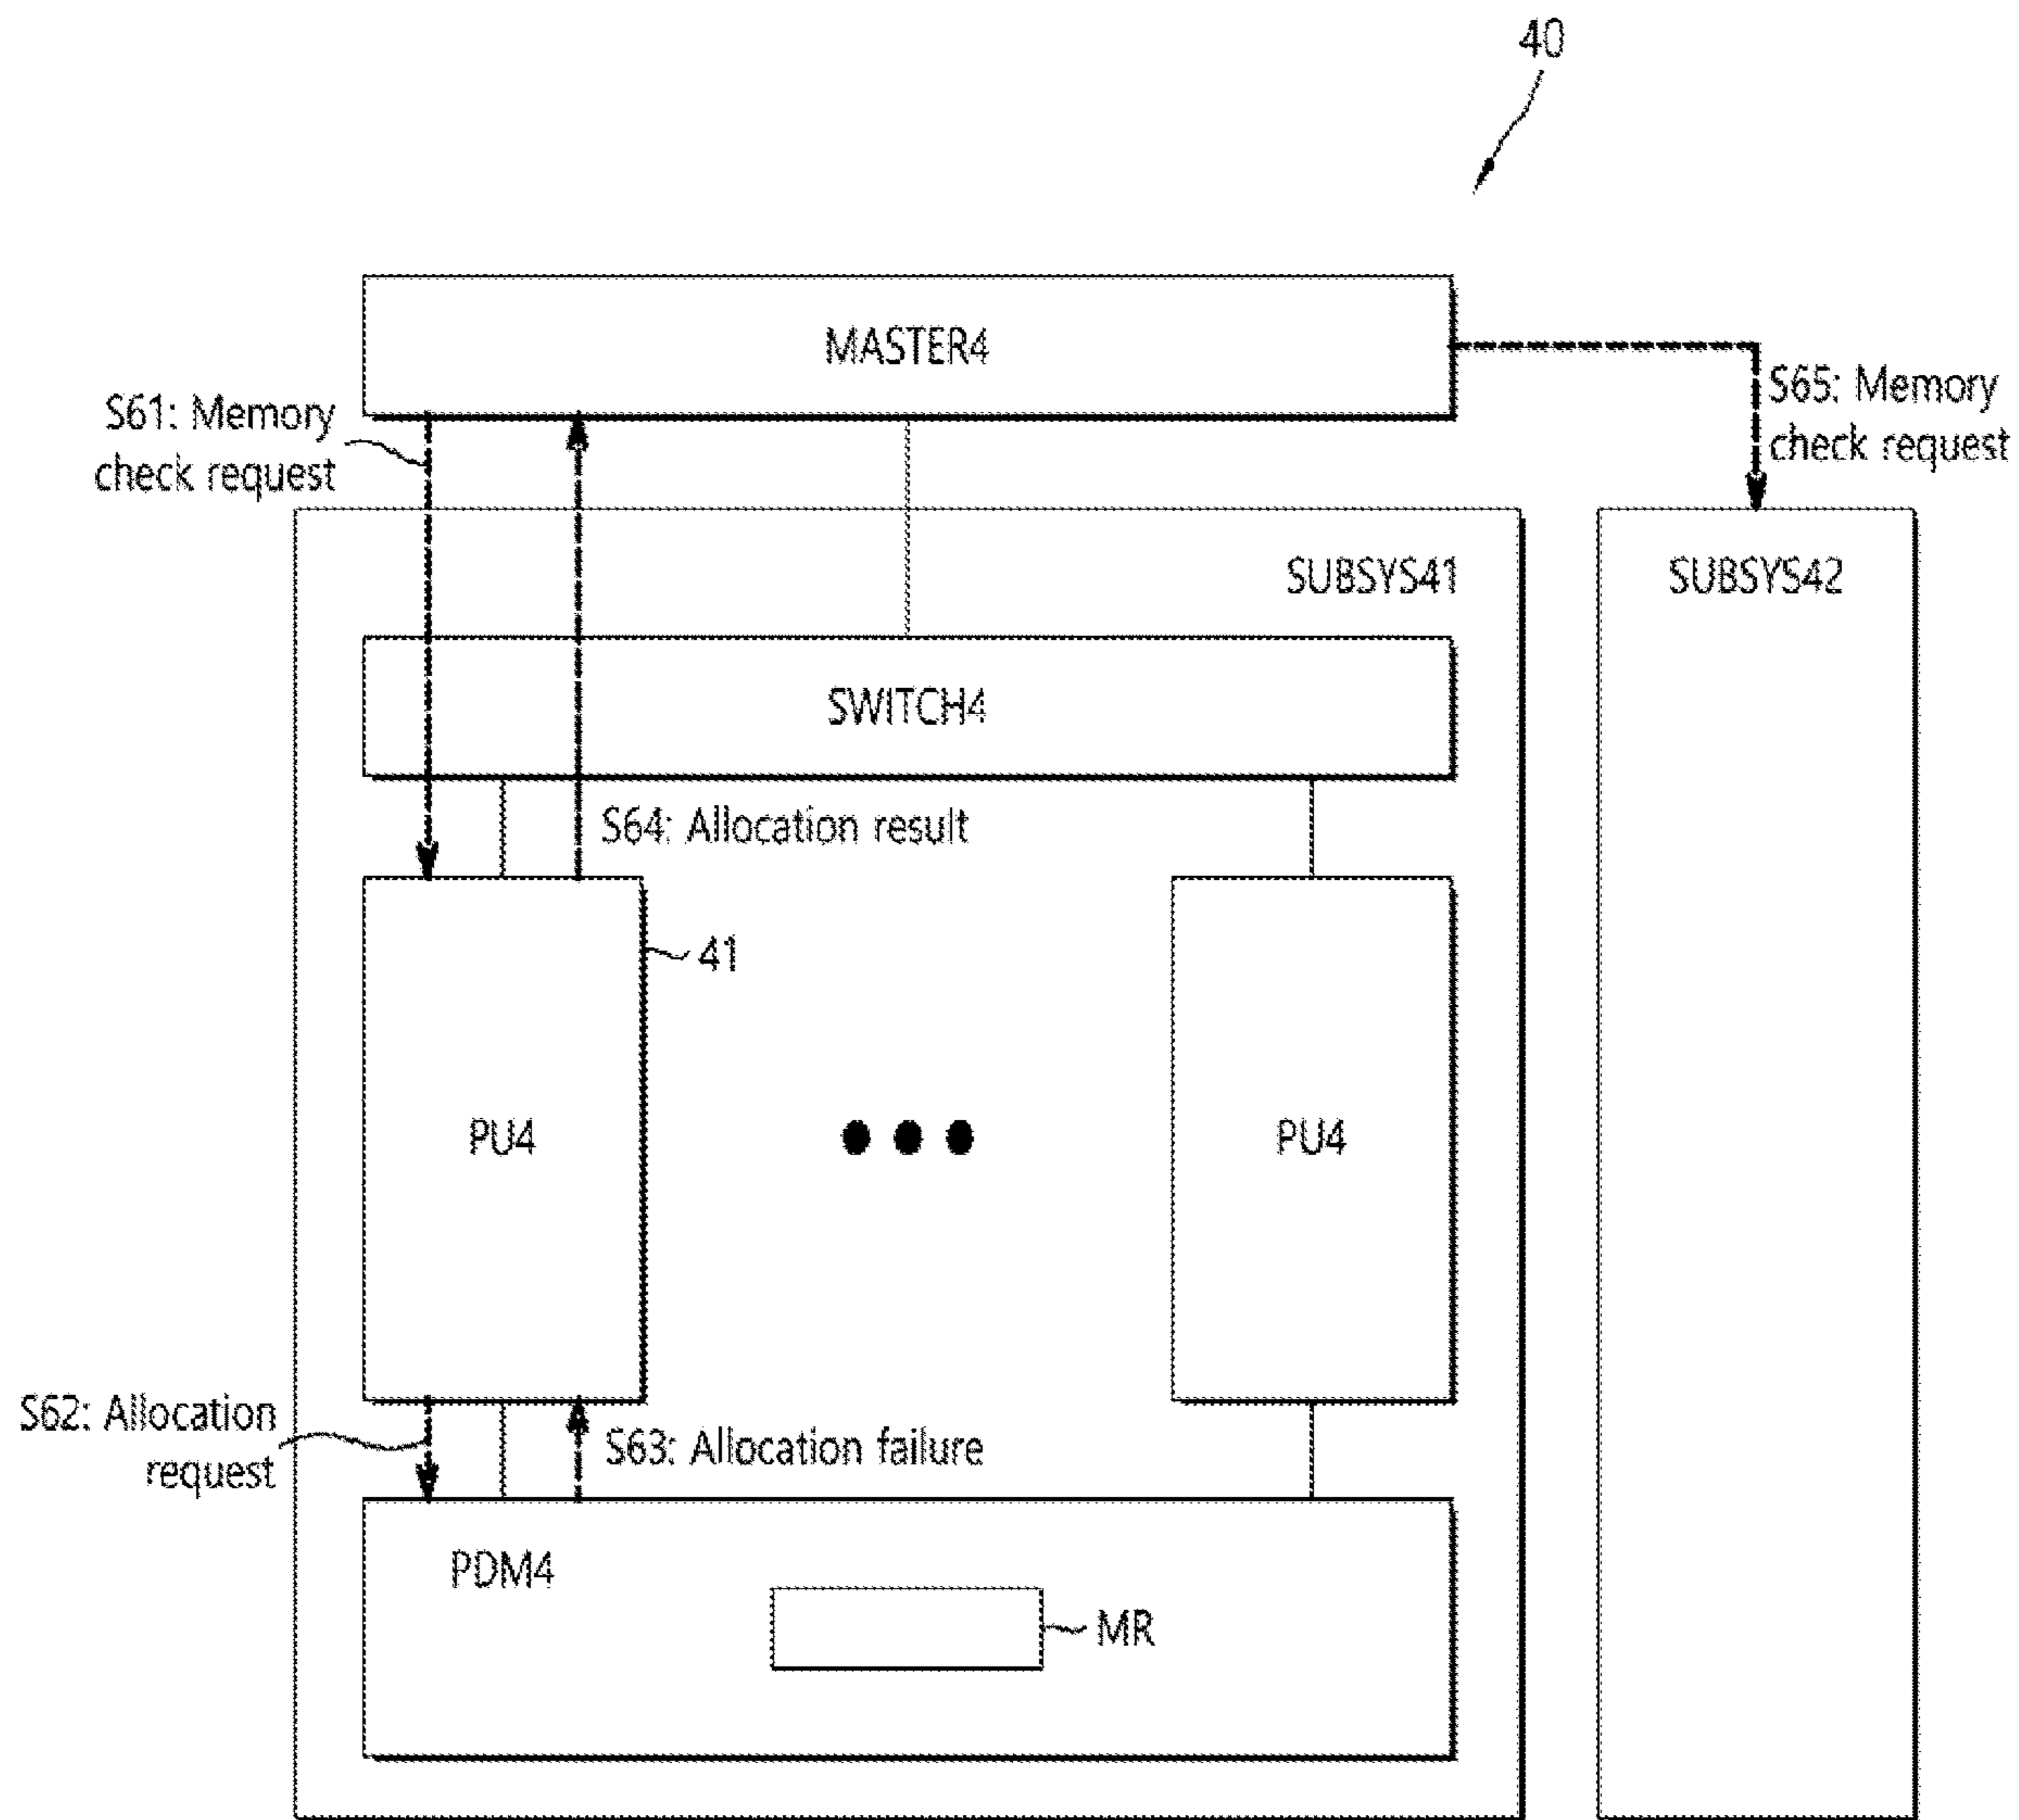 40
MASTER4
S61: Memory
check request
S65: Memory
check request
SUBSYS41
SUBSYS42
SWITCH4
S64: Allocation result
41
PU4
PU4
S62: Allocation
request
S63: Allocation failure
PDM4
MR